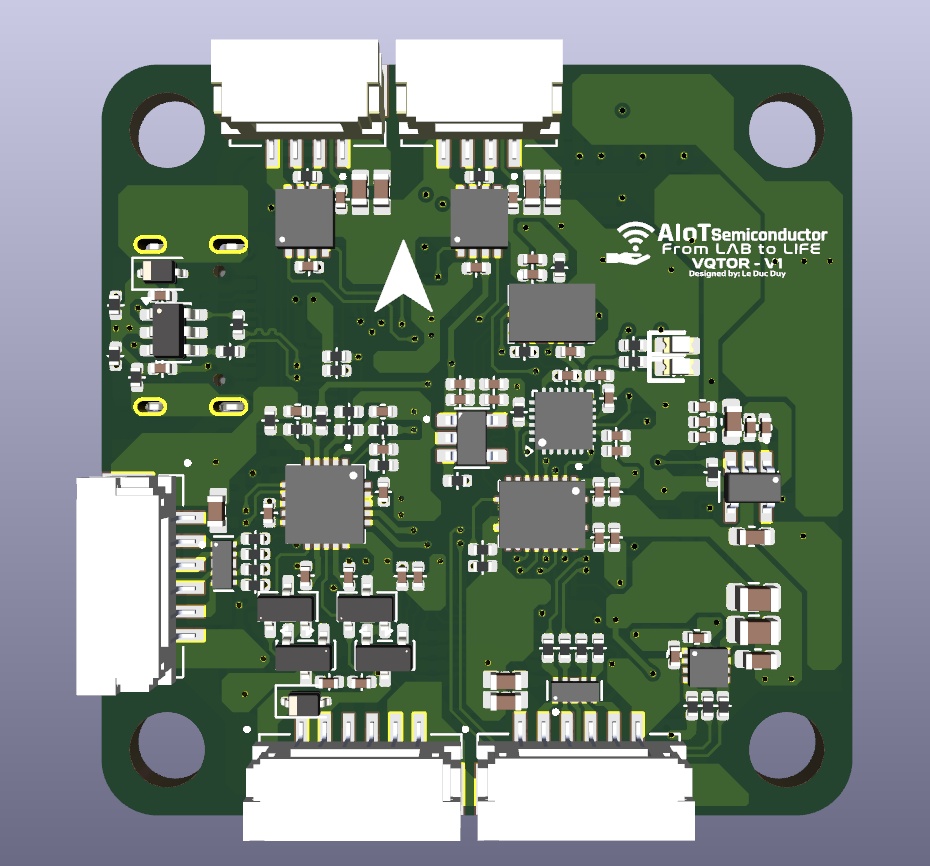 AIoT Semiconductor
From LAB to LIFE
VQTOR - V1
Designed by: Le Duc Duy